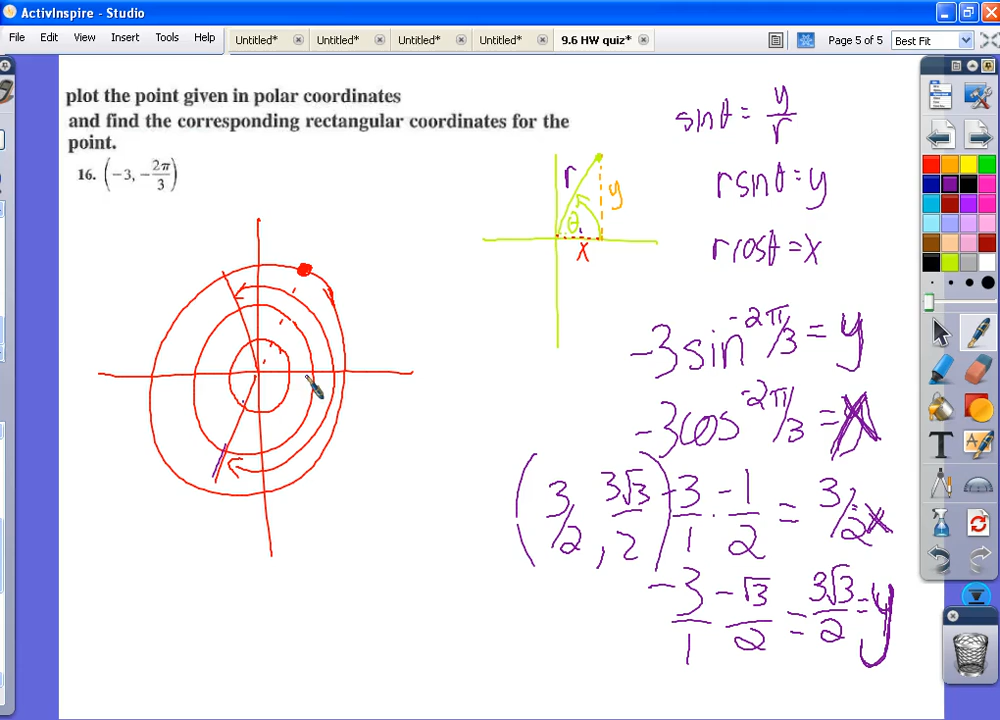 ActivInspire - Studio
File Edit View Insert Tools Help
Untitled* Untitled* Untitled* Untitled* 9.6 HW quiz*
Page 5 of 5 Best Fit
plot the point given in polar coordinates
and find the corresponding rectangular coordinates for the
point.
16. (−3, −2π/3)
sinθ = y/r
rsinθ = y
rcosθ = x
r
y
θ
x
-3sin -2π/3 = y
-3cos -2π/3 = x
(3/2, 3√3/2)
-3/1 · -1/2 = 3/2 = x
-3/1 -√3/2 = 3√3/2 = y
T